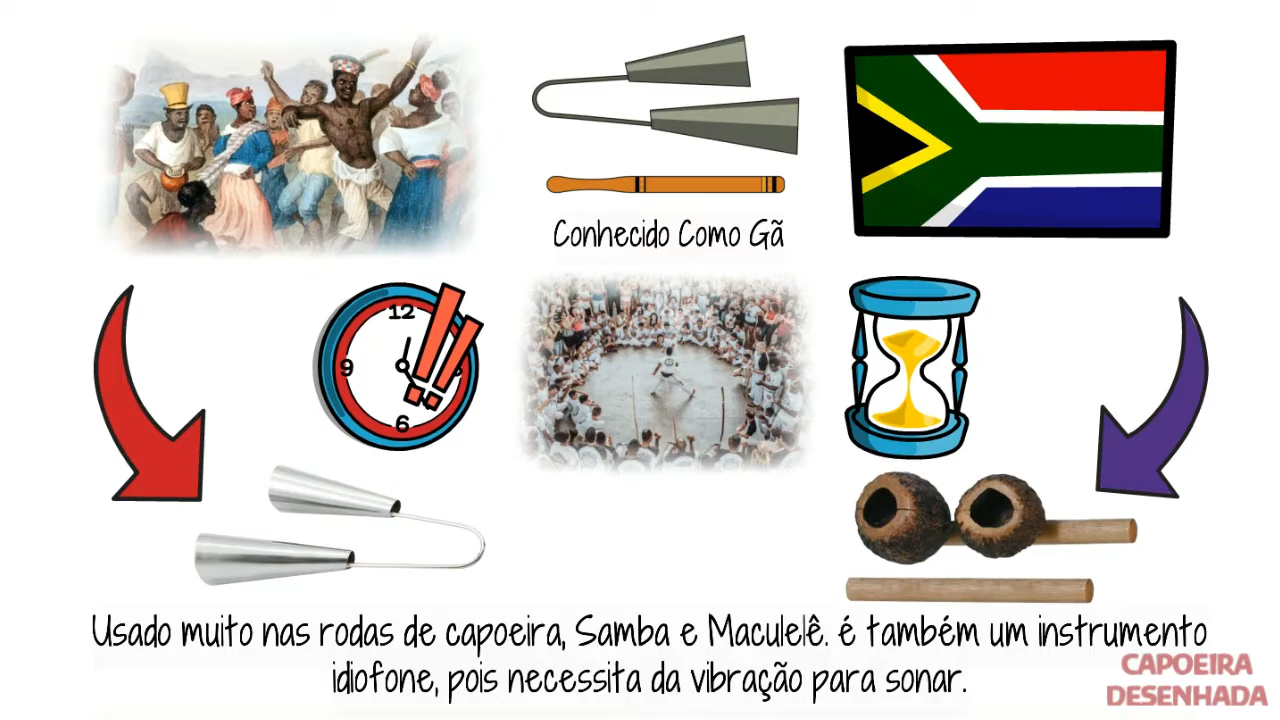 Conhecido Como Gã
12
9
6
Usado muito nas rodas de capoeira, Samba e Maculelê. é também um instrumento
idiofone, pois necessita da vibração para sonar.
CAPOEIRA
DESENHADA